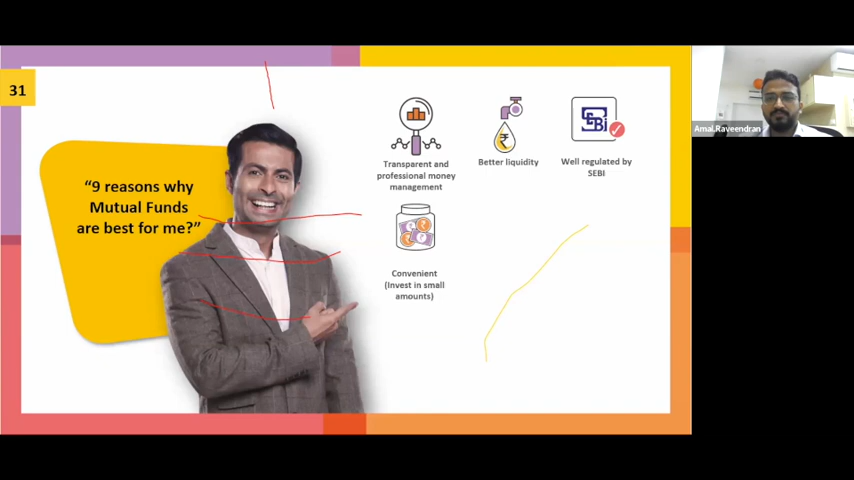 31
“9 reasons why
Mutual Funds
are best for me?”
Transparent and
professional money
management
Better liquidity
SEBI
Well regulated by
SEBI
Convenient
(Invest in small
amounts)
Amal.Raveendran